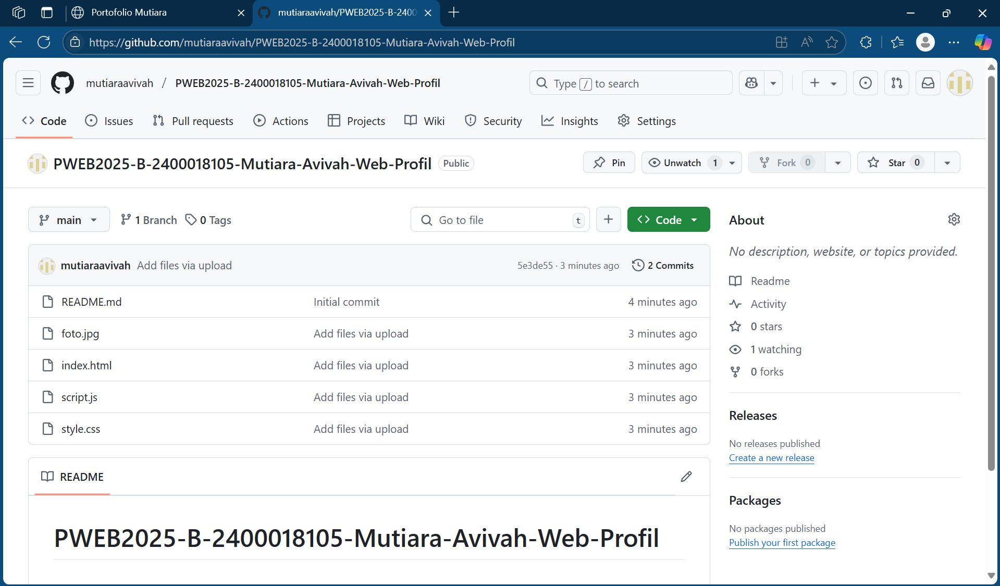 Portofolio Mutiara
mutiaraavivah/PWEB2025-B-2400
https://github.com/mutiaraavivah/PWEB2025-B-2400018105-Mutiara-Avivah-Web-Profil
mutiaraavivah / PWEB2025-B-2400018105-Mutiara-Avivah-Web-Profil
Type / to search
Code
Issues
Pull requests
Actions
Projects
Wiki
Security
Insights
Settings
PWEB2025-B-2400018105-Mutiara-Avivah-Web-Profil Public
Pin
Unwatch 1
Fork 0
Star 0
main
1 Branch
0 Tags
Go to file t
Code
mutiaraavivah Add files via upload 5e3de55 · 3 minutes ago 2 Commits
README.md Initial commit 4 minutes ago
foto.jpg Add files via upload 3 minutes ago
index.html Add files via upload 3 minutes ago
script.js Add files via upload 3 minutes ago
style.css Add files via upload 3 minutes ago
README
PWEB2025-B-2400018105-Mutiara-Avivah-Web-Profil
About
No description, website, or topics provided.
Readme
Activity
0 stars
1 watching
0 forks
Releases
No releases published
Create a new release
Packages
No packages published
Publish your first package